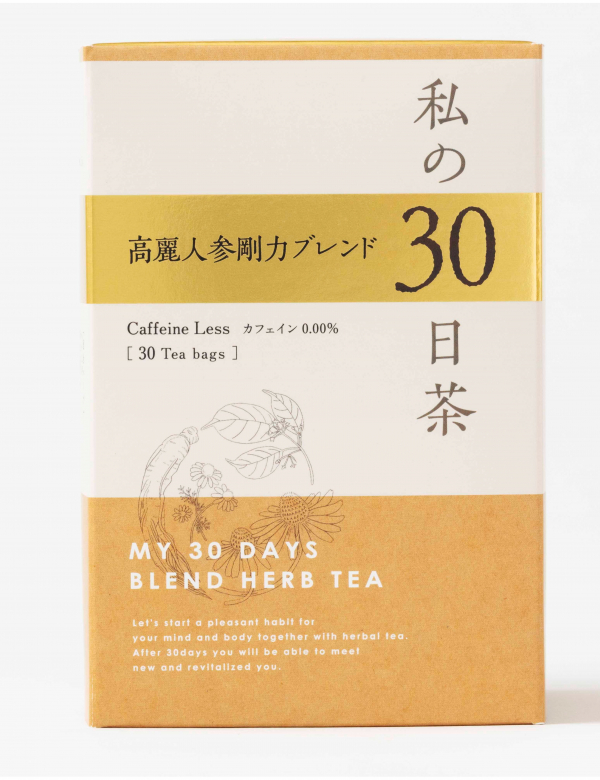 私の30日茶
高麗人参剛力ブレンド
Caffeine Less カフェイン 0.00%
[ 30 Tea bags ]
MY 30 DAYS
BLEND HERB TEA
Let's start a pleasant habit for
your mind and body together with herbal tea.
After 30days you will be able to meet
new and revitalized you.